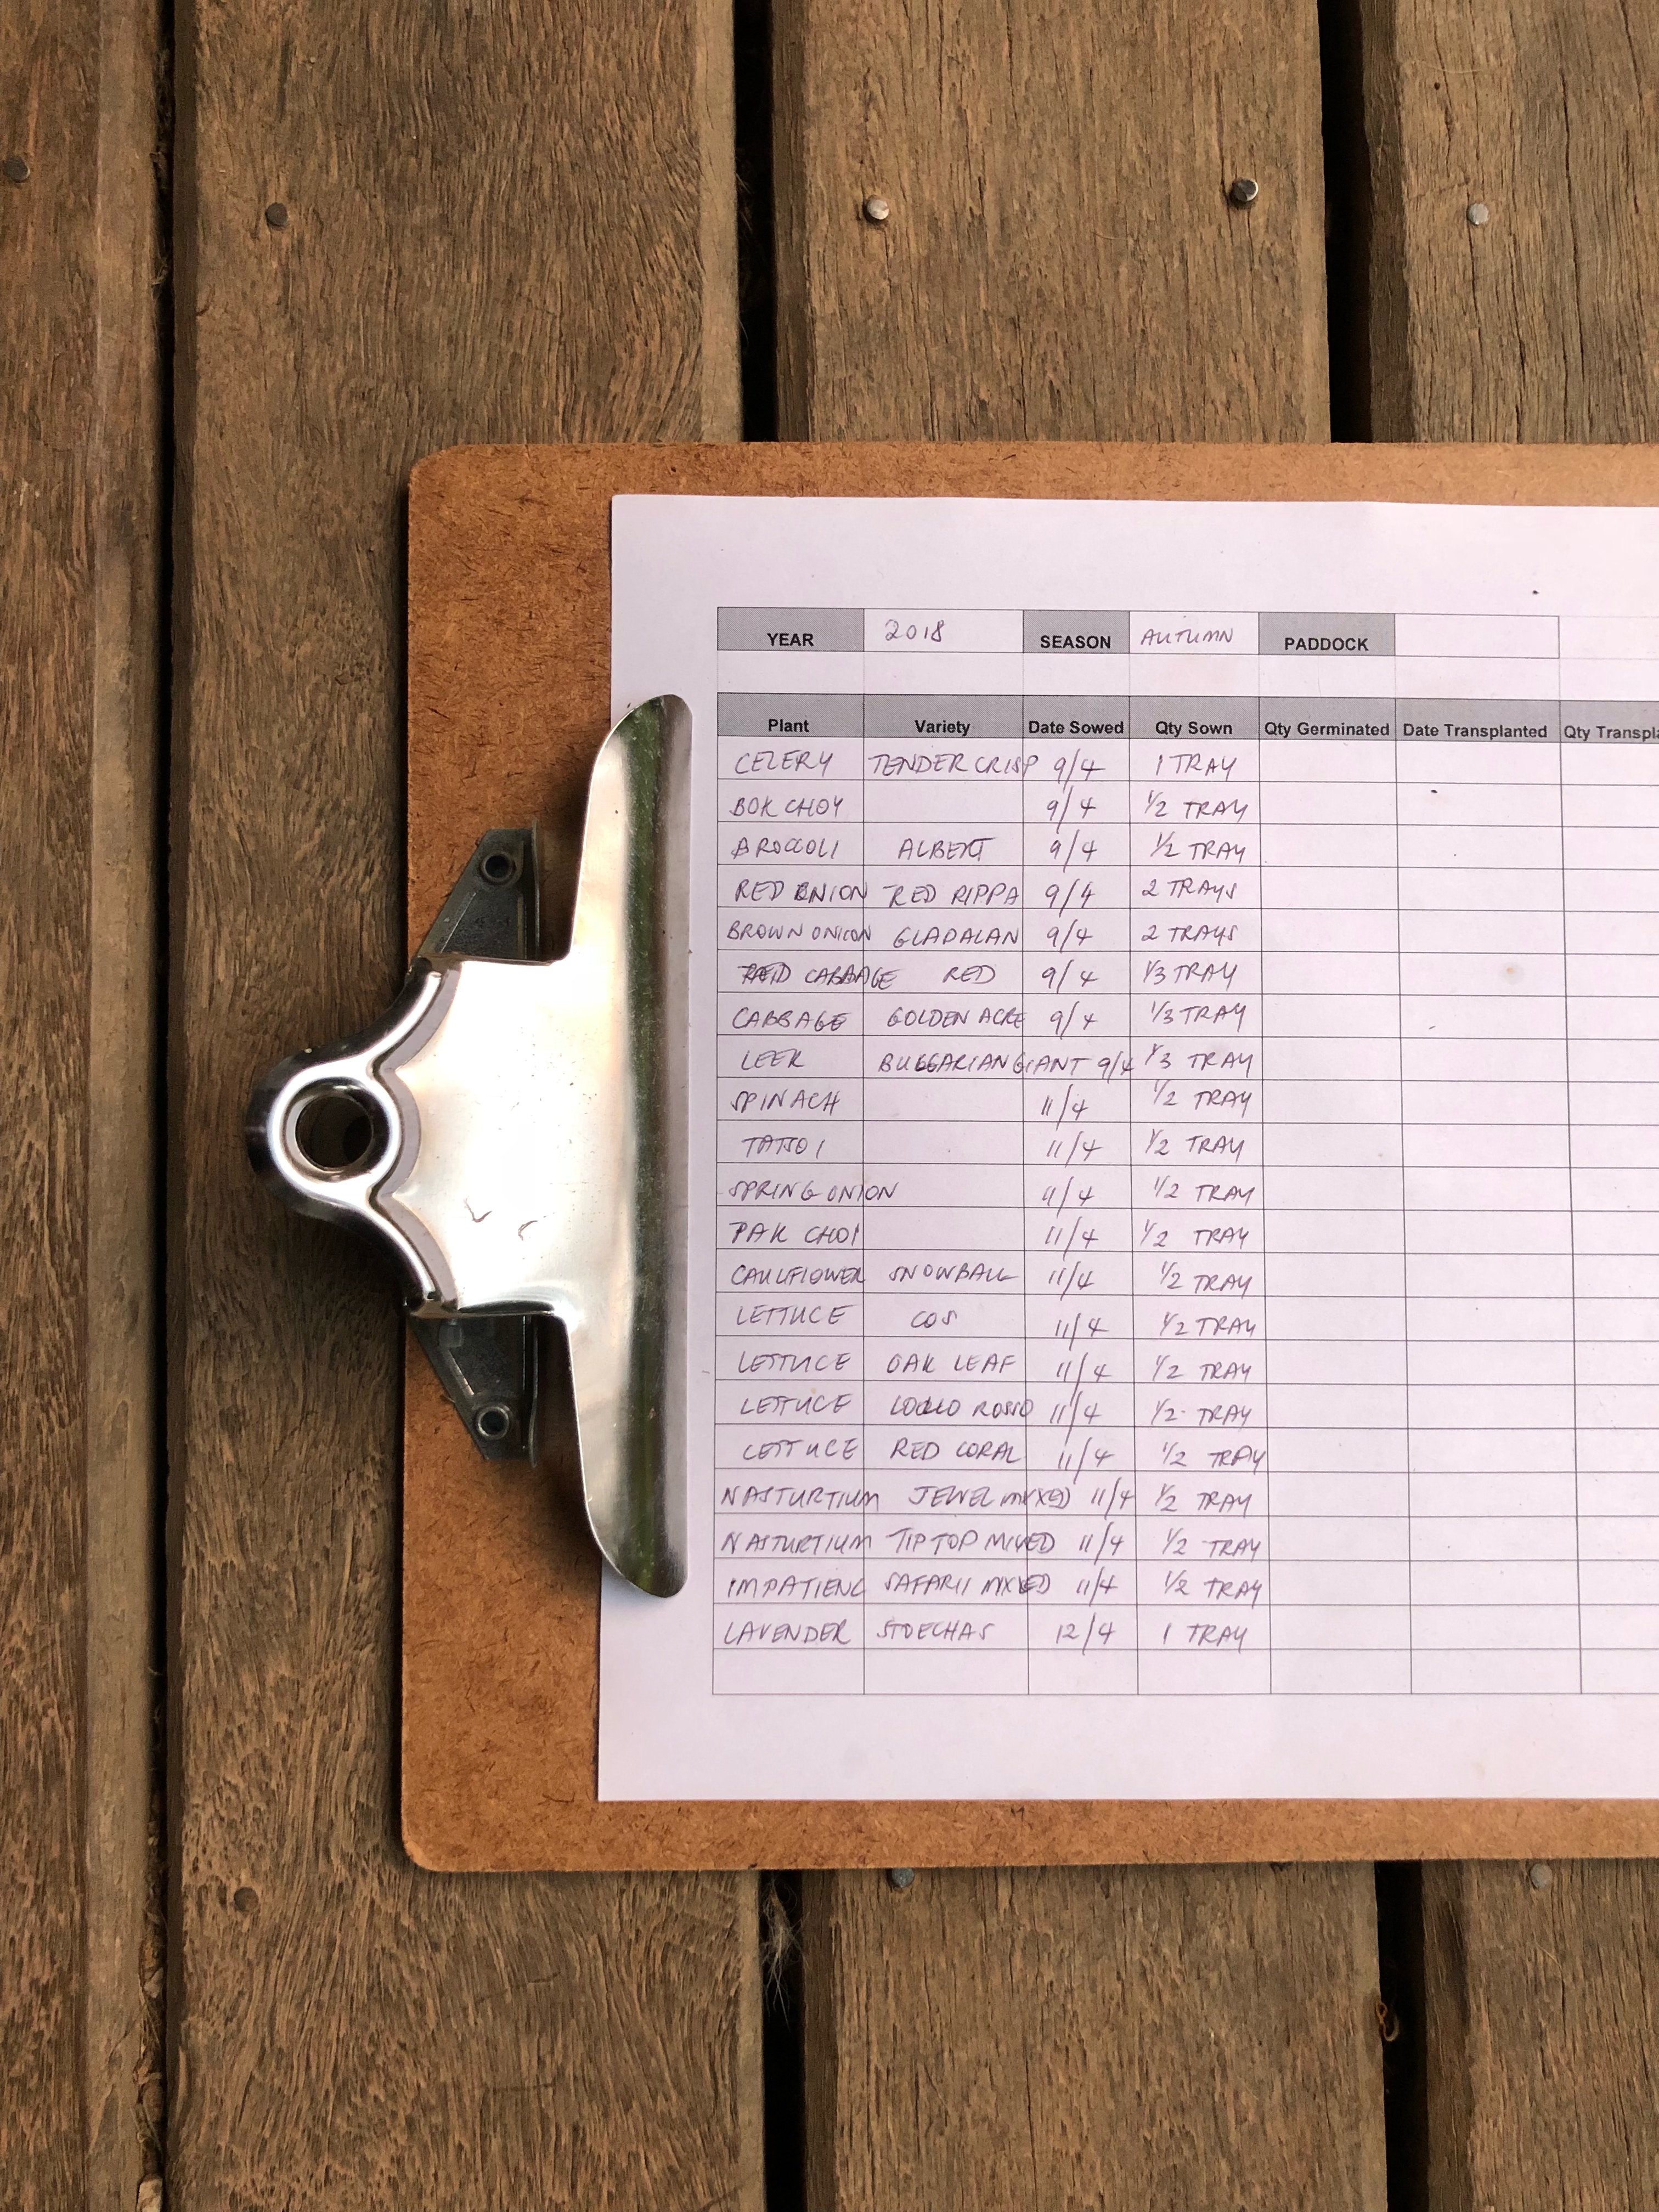 YEAR 2018 SEASON AUTUMN PADDOCK
Plant Variety Date Sowed Qty Sown Qty Germinated Date Transplanted Qty Transpla
CELERY TENDER CRISP 9/4 1 TRAY
BOK CHOY 9/4 1/2 TRAY
BROCCOLI ALBERT 9/4 1/2 TRAY
RED ONION RED RIPPA 9/4 2 TRAYS
BROWN ONION GLADALAN 9/4 2 TRAYS
RED CABBAGE RED 9/4 1/3 TRAY
CABBAGE GOLDEN ACRE 9/4 1/3 TRAY
LEEK BULGARIAN GIANT 9/4 1/3 TRAY
SPINACH 11/4 1/2 TRAY
TATSOI 11/4 1/2 TRAY
SPRING ONION 11/4 1/2 TRAY
PAK CHOI 11/4 1/2 TRAY
CAULIFLOWER SNOWBALL 11/4 1/2 TRAY
LETTUCE COS 11/4 1/2 TRAY
LETTUCE OAK LEAF 11/4 1/2 TRAY
LETTUCE LOLLO ROSSO 11/4 1/2 TRAY
LETTUCE RED CORAL 11/4 1/2 TRAY
NASTURTIUM JEWEL MIXED 11/4 1/2 TRAY
NASTURTIUM TIP TOP MIXED 11/4 1/2 TRAY
IMPATIENC SAFARII MIXED 11/4 1/2 TRAY
LAVENDER STOECHAS 12/4 1 TRAY